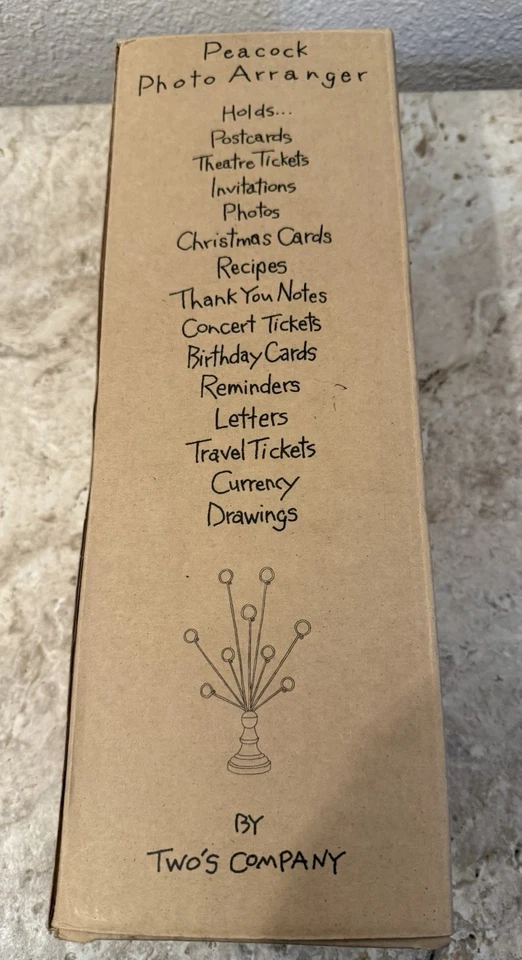 Peacock
Photo Arranger
Holds...
Postcards
Theatre Tickets
Invitations
Photos
Christmas Cards
Recipes
Thank You Notes
Concert Tickets
Birthday Cards
Reminders
Letters
Travel Tickets
Currency
Drawings
BY
TWO'S COMPANY